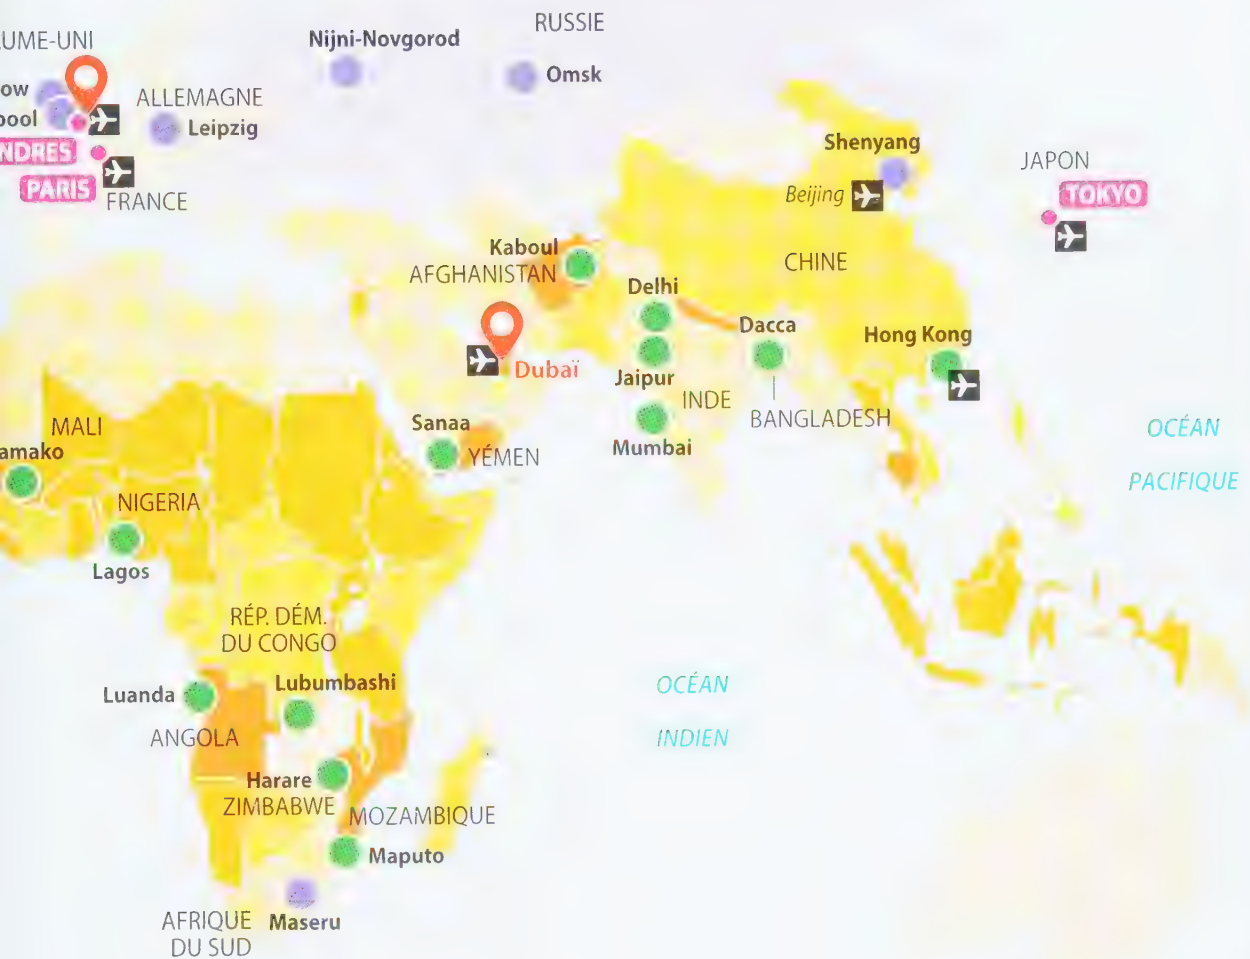 RUSSIE
UME-UNI
Nijni-Novgorod
Omsk
ow
ALLEMAGNE
pool
Leipzig
NDRES
PARIS
FRANCE
Shenyang
JAPON
Beijing
TOKYO
Kaboul
AFGHANISTAN
CHINE
Delhi
Dacca
Hong Kong
Dubaï
Jaipur
INDE
BANGLADESH
MALI
Sanaa
YÉMEN
Mumbai
OCÉAN
PACIFIQUE
amako
NIGERIA
Lagos
RÉP. DÉM.
DU CONGO
Lubumbashi
Luanda
ANGOLA
OCÉAN
INDIEN
Harare
ZIMBABWE
MOZAMBIQUE
Maputo
AFRIQUE
DU SUD
Maseru